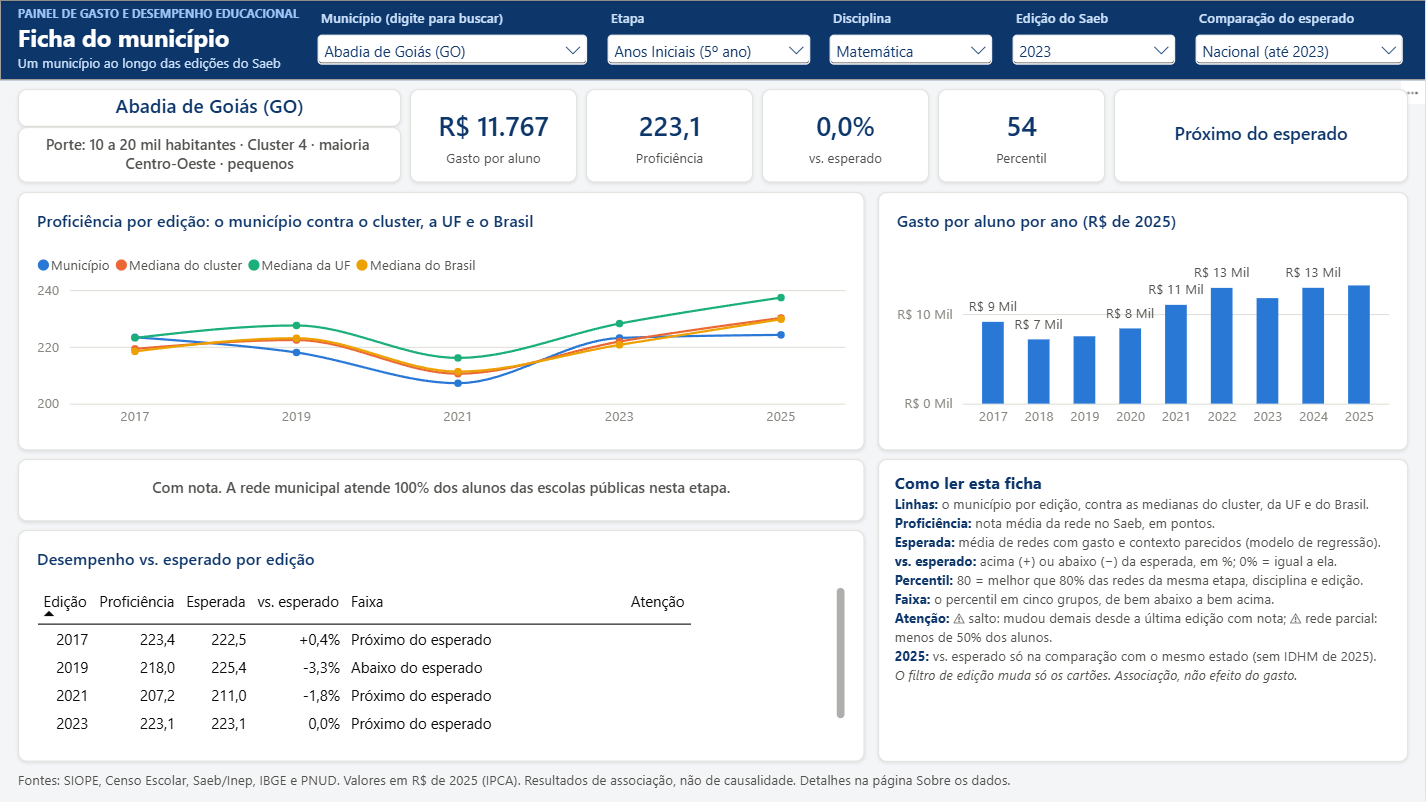 PAINEL DE GASTO E DESEMPENHO EDUCACIONAL
Ficha do município
Um município ao longo das edições do Saeb
Município (digite para buscar)
Abadia de Goiás (GO)
Etapa
Anos Iniciais (5º ano)
Disciplina
Matemática
Edição do Saeb
2023
Comparação do esperado
Nacional (até 2023)
Abadia de Goiás (GO)
Porte: 10 a 20 mil habitantes · Cluster 4 · maioria
Centro-Oeste · pequenos
R$ 11.767
Gasto por aluno
223,1
Proficiência
0,0%
vs. esperado
54
Percentil
Próximo do esperado
Proficiência por edição: o município contra o cluster, a UF e o Brasil
Município Mediana do cluster Mediana da UF Mediana do Brasil
240
220
200
2017 2019 2021 2023 2025
Gasto por aluno por ano (R$ de 2025)
R$ 10 Mil
R$ 0 Mil
R$ 9 Mil R$ 7 Mil R$ 8 Mil R$ 11 Mil R$ 13 Mil R$ 13 Mil
2017 2018 2019 2020 2021 2022 2023 2024 2025
Com nota. A rede municipal atende 100% dos alunos das escolas públicas nesta etapa.
Desempenho vs. esperado por edição
Edição Proficiência Esperada vs. esperado Faixa Atenção
2017 223,4 222,5 +0,4% Próximo do esperado
2019 218,0 225,4 -3,3% Abaixo do esperado
2021 207,2 211,0 -1,8% Próximo do esperado
2023 223,1 223,1 0,0% Próximo do esperado
Como ler esta ficha
Linhas: o município por edição, contra as medianas do cluster, da UF e do Brasil.
Proficiência: nota média da rede no Saeb, em pontos.
Esperada: média de redes com gasto e contexto parecidos (modelo de regressão).
vs. esperado: acima (+) ou abaixo (−) da esperada, em %; 0% = igual a ela.
Percentil: 80 = melhor que 80% das redes da mesma etapa, disciplina e edição.
Faixa: o percentil em cinco grupos, de bem abaixo a bem acima.
Atenção: ⚠ salto: mudou demais desde a última edição com nota; ⚠ rede parcial:
menos de 50% dos alunos.
2025: vs. esperado só na comparação com o mesmo estado (sem IDHM de 2025).
O filtro de edição muda só os cartões. Associação, não efeito do gasto.
Fontes: SIOPE, Censo Escolar, Saeb/Inep, IBGE e PNUD. Valores em R$ de 2025 (IPCA). Resultados de associação, não de causalidade. Detalhes na página Sobre os dados.